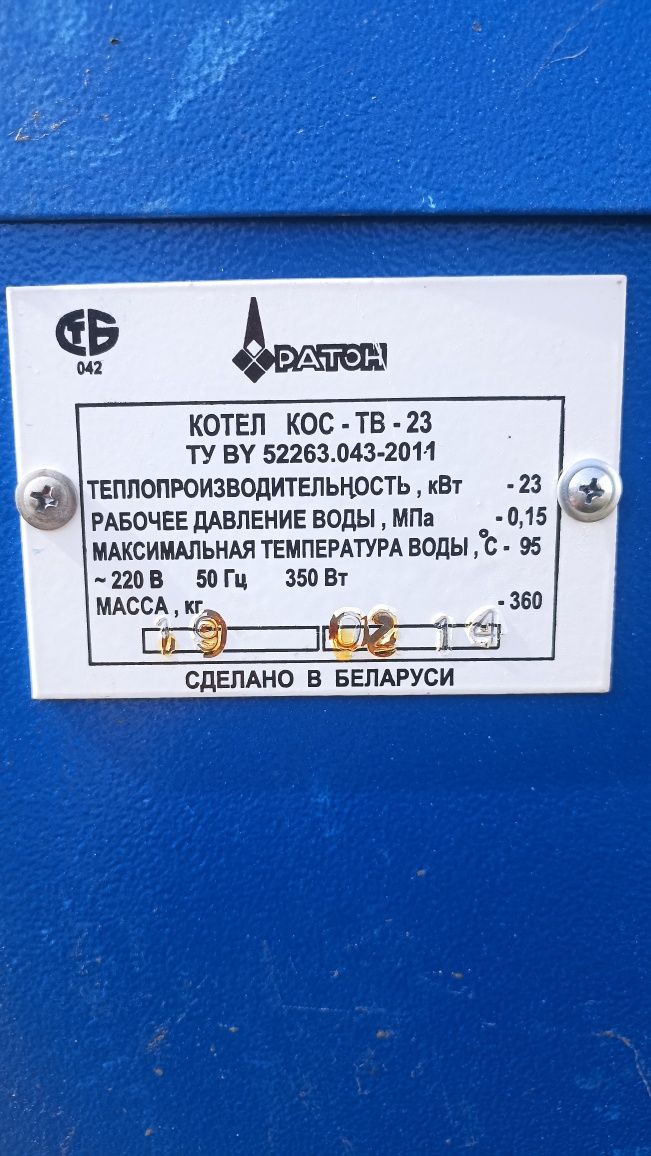 СТБ
042
РАТОН
КОТЕЛ КОС - ТВ - 23
ТУ BY 52263.043-2011
ТЕПЛОПРОИЗВОДИТЕЛЬНОСТЬ , кВт - 23
РАБОЧЕЕ ДАВЛЕНИЕ ВОДЫ , МПа - 0,15
МАКСИМАЛЬНАЯ ТЕМПЕРАТУРА ВОДЫ ,°С - 95
~ 220 В 50 Гц 350 Вт
МАССА , кг - 360
19 02 14
СДЕЛАНО В БЕЛАРУСИ